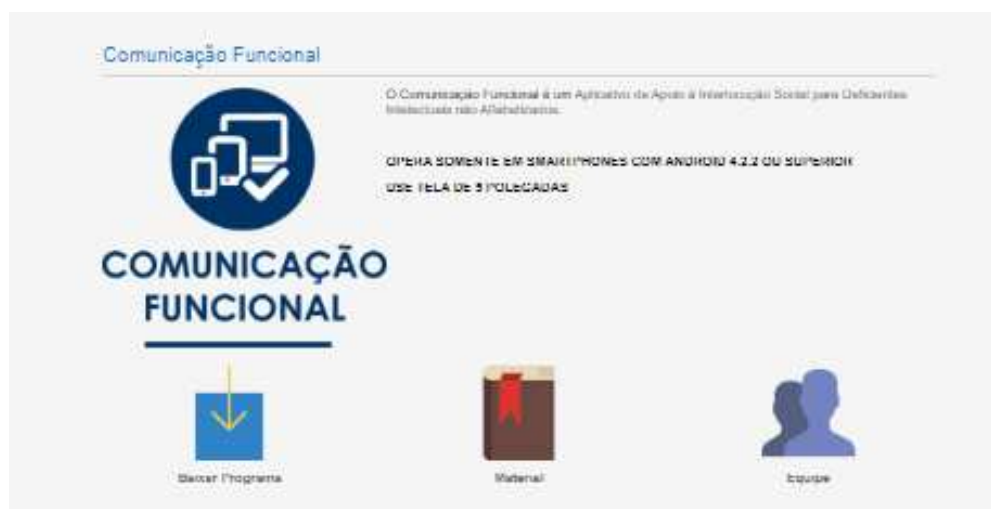 Comunicação Funcional
O Comunicação Funcional é um Aplicativo de Apoio à Interlocução Social para Deficientes
Intelectuais não Alfabetizados.
OPERA SOMENTE EM SMARTPHONES COM ANDROID 4.2.2 OU SUPERIOR
USE TELA DE 5 POLEGADAS
COMUNICAÇÃO
FUNCIONAL
Baixar Programa
Material
Equipe